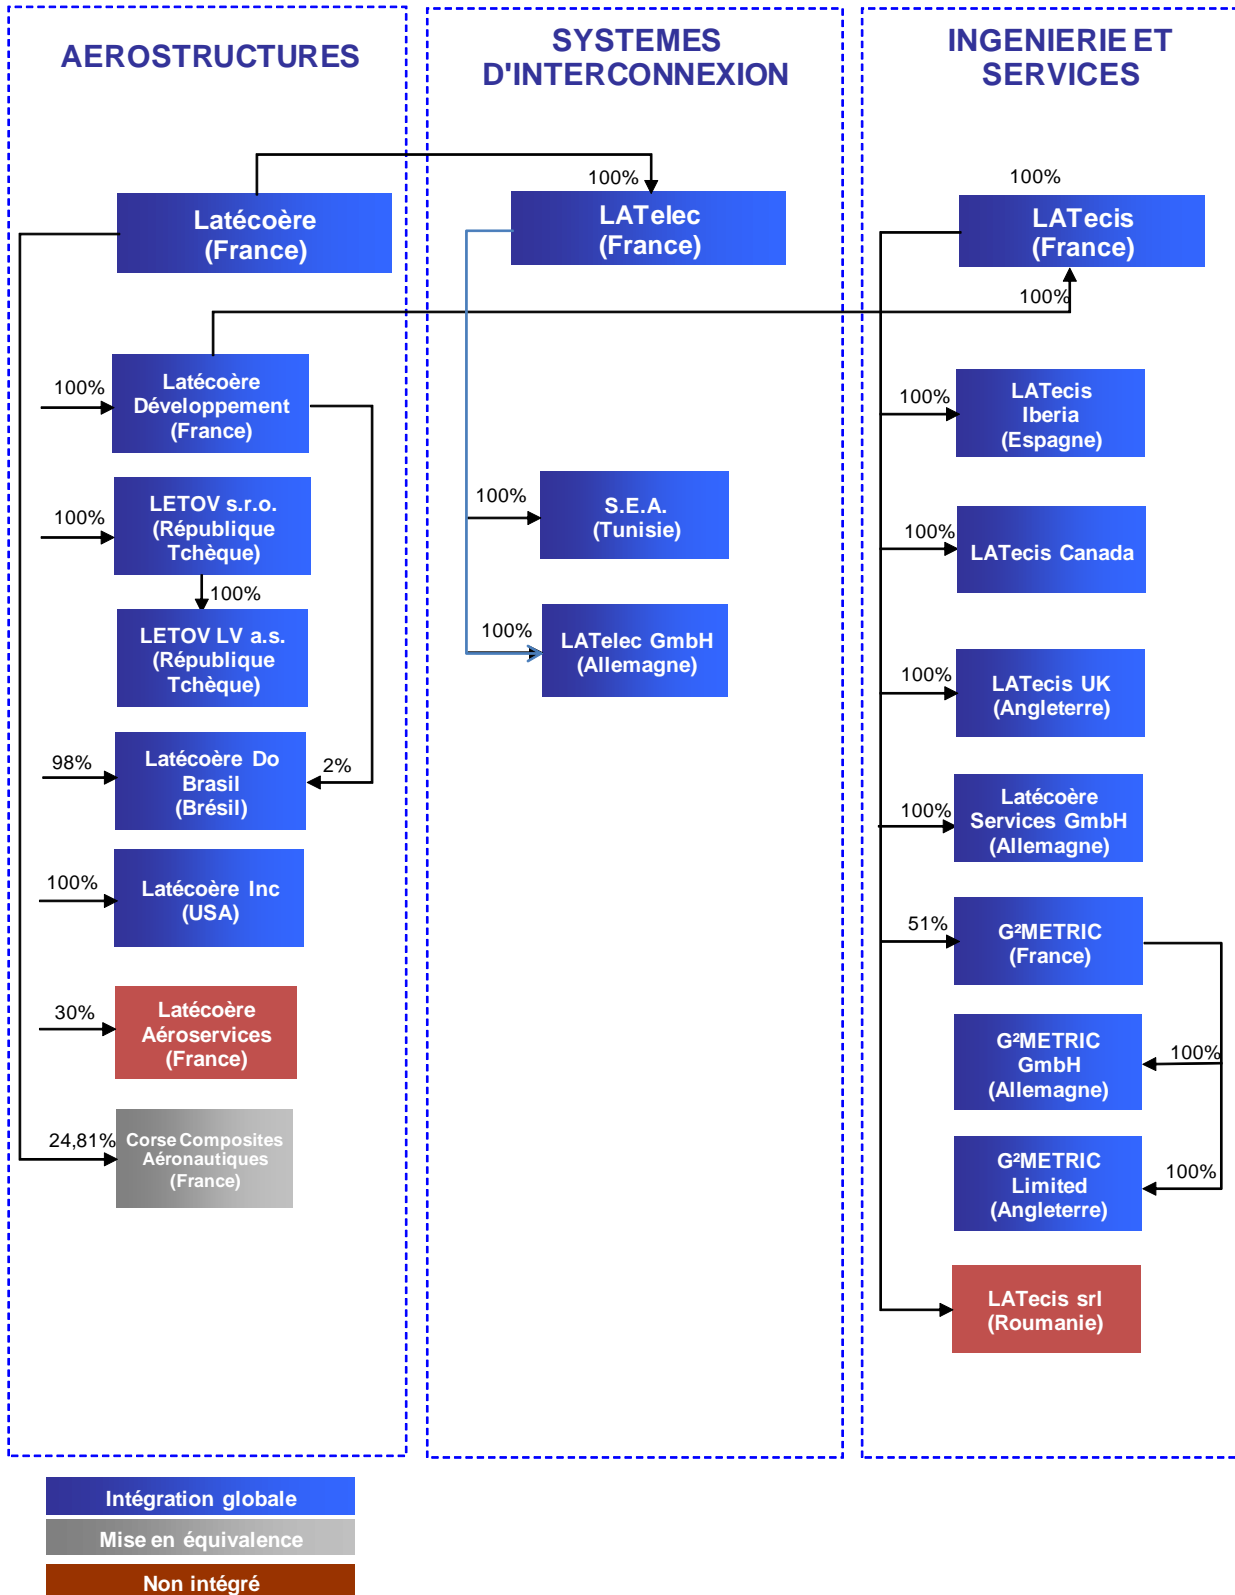 AEROSTRUCTURES
100%
Latécoère
(France)
100%
Latécoère
Développement
(France)
100%
LETOV s.r.o.
(République
Tchèque)
100%
LETOV LV a.s.
(République
Tchèque)
98%
Latécoère Do
Brasil
(Brésil)
2%
100%
Latécoère Inc
(USA)
30%
Latécoère
Aéroservices
(France)
24,81%
Corse Composites
Aéronautiques
(France)
SYSTEMES
D'INTERCONNEXION
LATelec
(France)
100%
S.E.A.
(Tunisie)
100%
LATelec GmbH
(Allemagne)
INGENIERIE ET
SERVICES
100%
LATecis
(France)
100%
100%
LATecis
Iberia
(Espagne)
100%
LATecis Canada
100%
LATecis UK
(Angleterre)
100%
Latécoère
Services GmbH
(Allemagne)
51%
G²METRIC
(France)
G²METRIC
GmbH
(Allemagne)
100%
G²METRIC
Limited
(Angleterre)
100%
LATecis srl
(Roumanie)
Intégration globale
Mise en équivalence
Non intégré